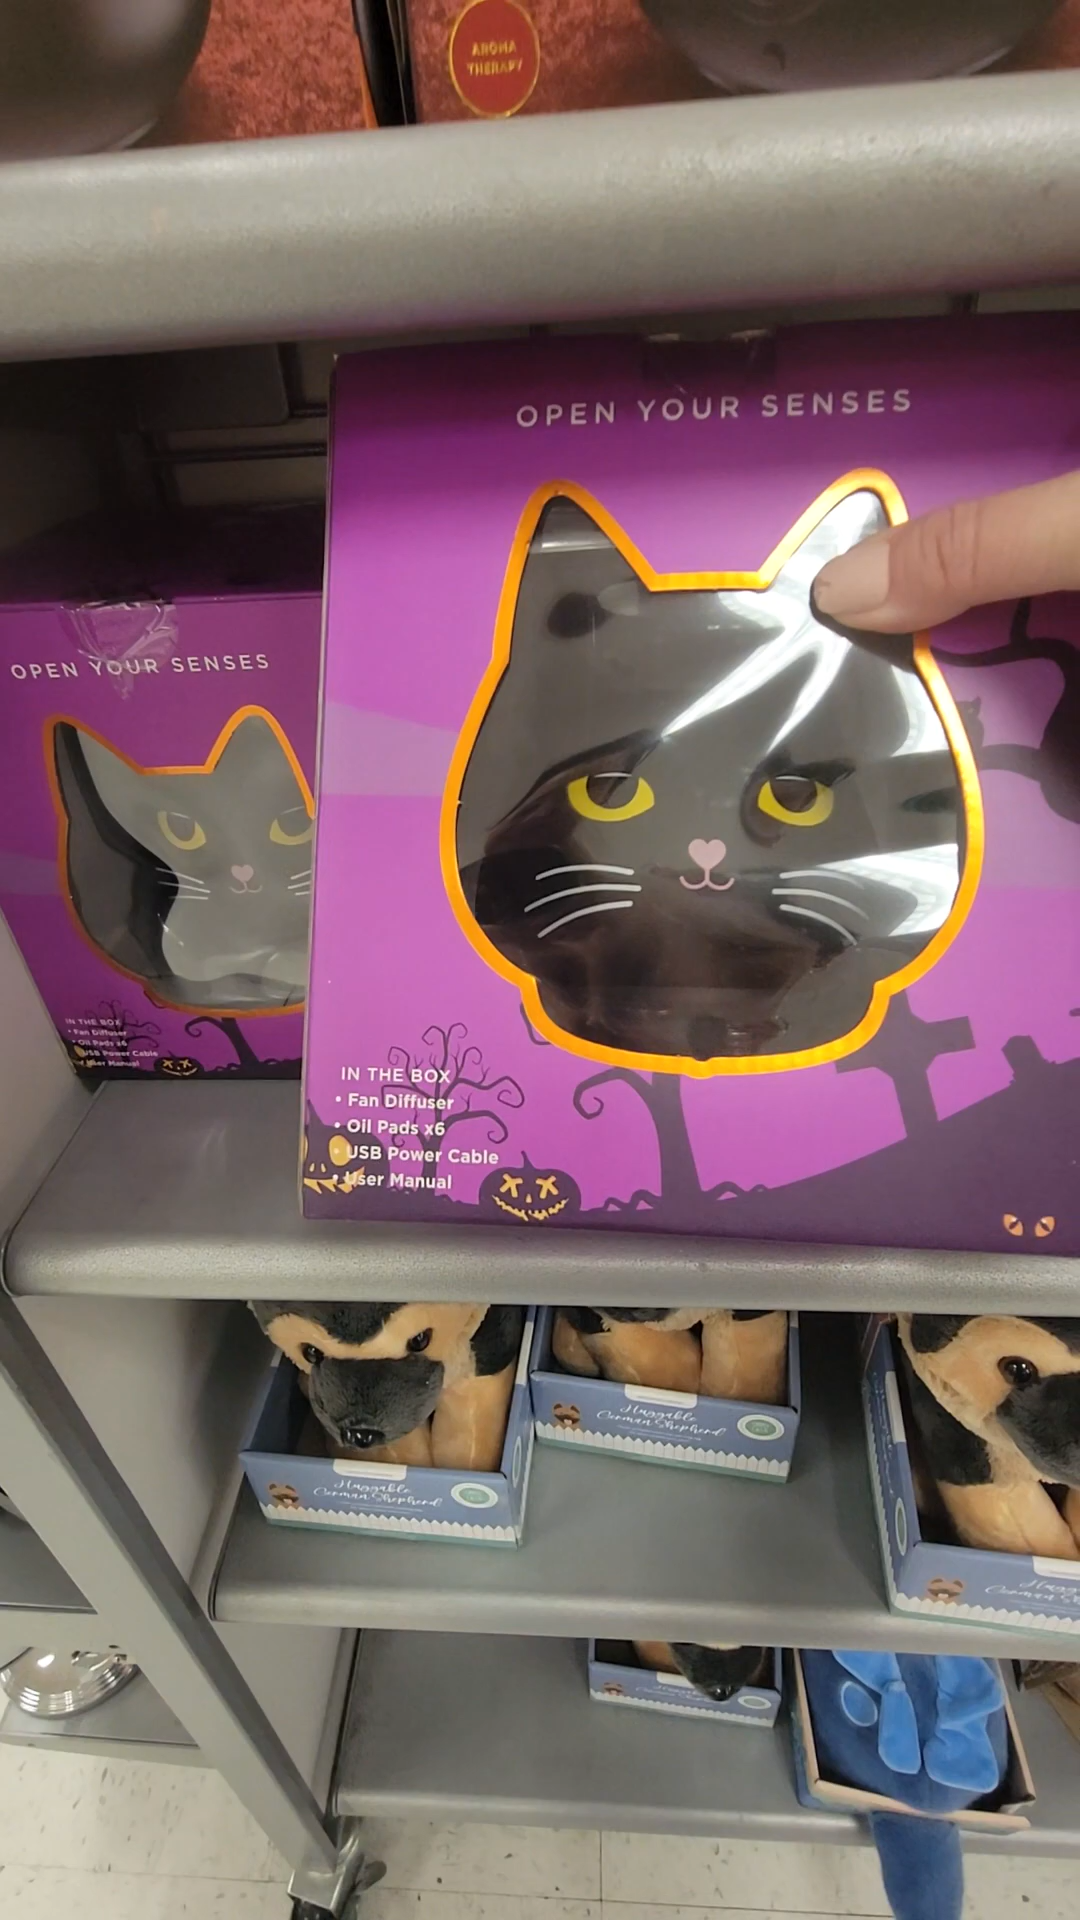 AROMA
THERAPY
OPEN YOUR SENSES
OPEN YOUR SENSES
IN THE BOX
• Fan Diffuser
• Oil Pads x6
• USB Power Cable
• User Manual
IN THE BOX
• Fan Diffuser
• Oil Pads x6
USB Power Cable
User Manual
Huggable
German Shepherd
Huggable
German Shepherd